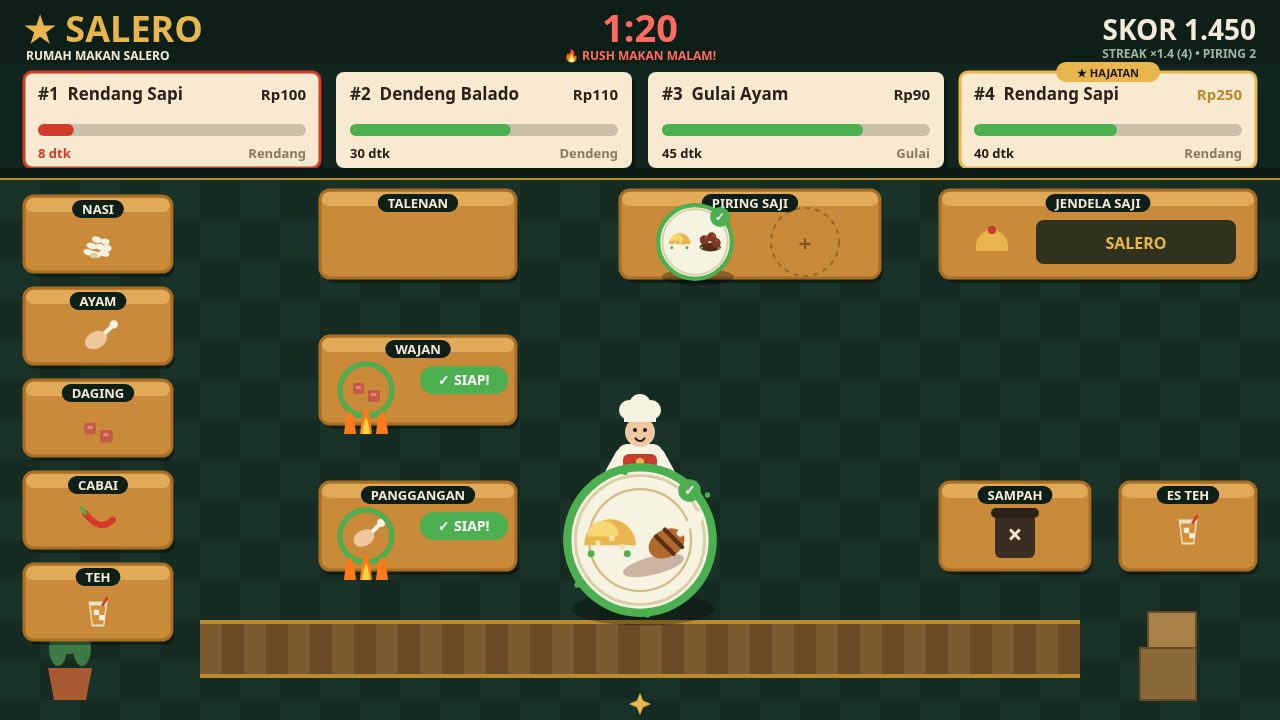 ★ SALERO
RUMAH MAKAN SALERO
1:20
🔥 RUSH MAKAN MALAM!
SKOR 1.450
STREAK ×1.4 (4) • PIRING 2
#1 Rendang Sapi Rp100
8 dtk Rendang
#2 Dendeng Balado Rp110
30 dtk Dendeng
#3 Gulai Ayam Rp90
45 dtk Gulai
★ HAJATAN
#4 Rendang Sapi Rp250
40 dtk Rendang
NASI
TALENAN
PIRING SAJI
✓
+
JENDELA SAJI
SALERO
AYAM
WAJAN
✓ SIAP!
DAGING
CABAI
PANGGANGAN
✓ SIAP!
✓
SAMPAH
×
ES TEH
TEH